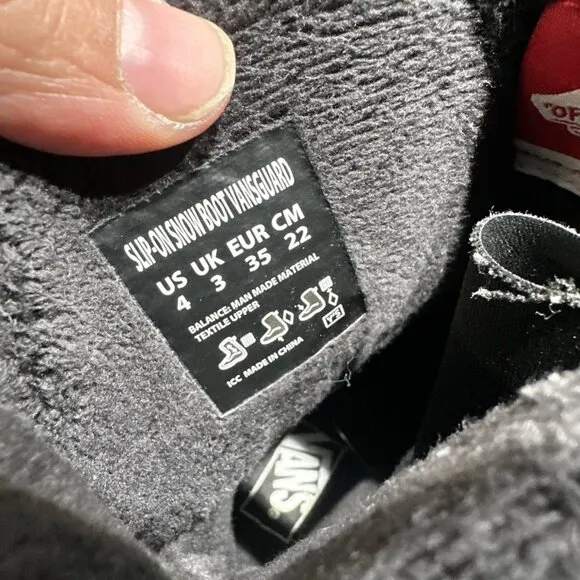 SLIP-ON SNOW BOOT VANSGUARD
US UK EUR CM
4 3 35 22
BALANCE: MAN MADE MATERIAL
TEXTILE UPPER
ICC MADE IN CHINA
VANS
"OF